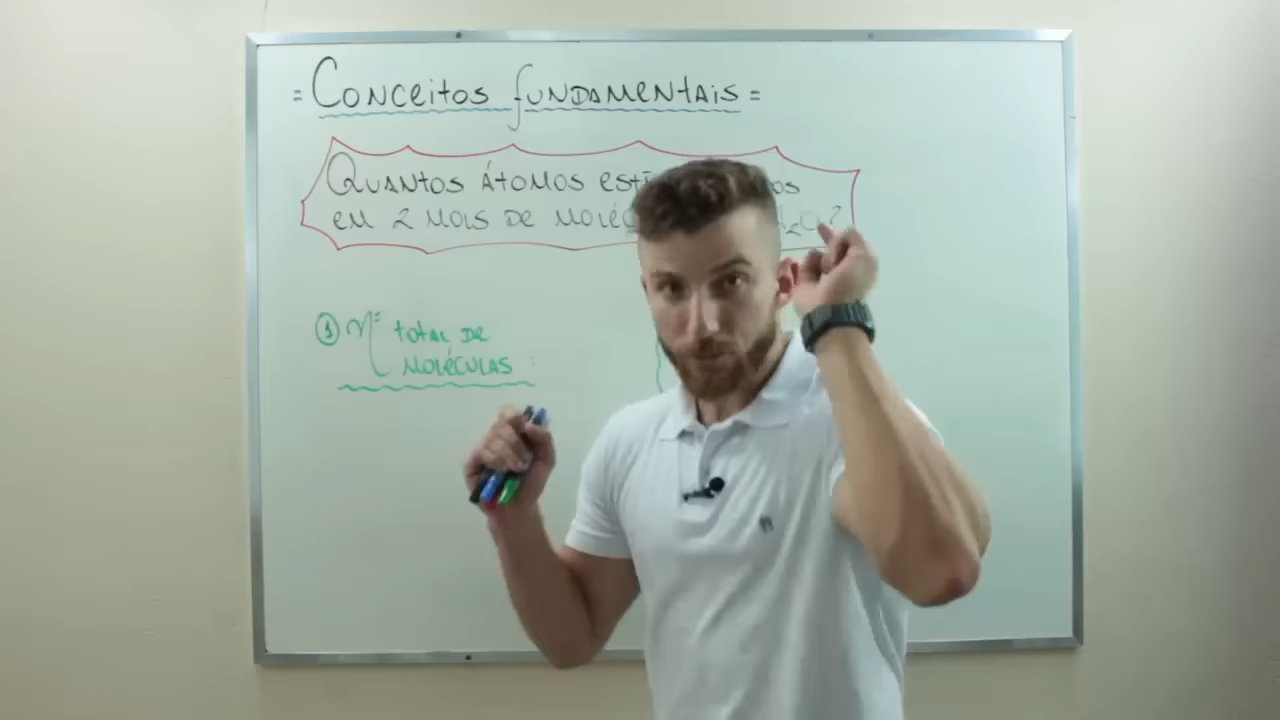 = Conceitos fundamentais =
Quantos átomos
em 2 mols de
① nº total de
moléculas :